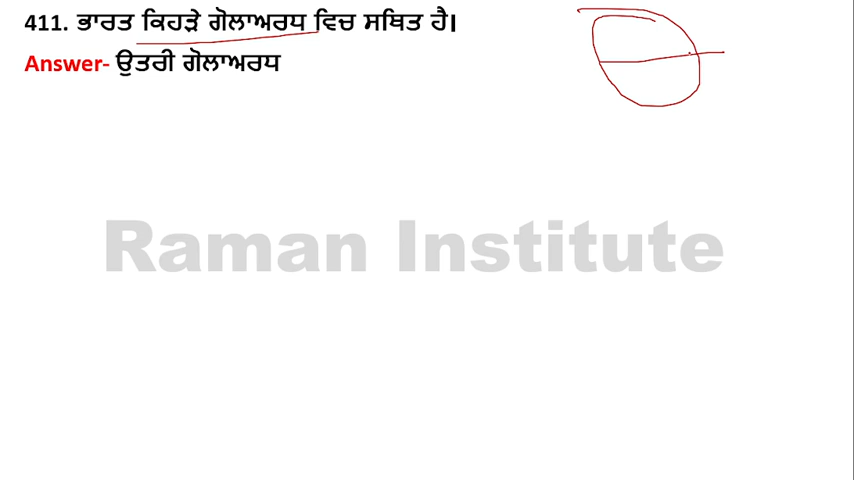 411. ਭਾਰਤ ਕਿਹੜੇ ਗੋਲਾਅਰਧ ਵਿਚ ਸਥਿਤ ਹੈ।
Answer- ਉਤਰੀ ਗੋਲਾਅਰਧ
Raman Institute